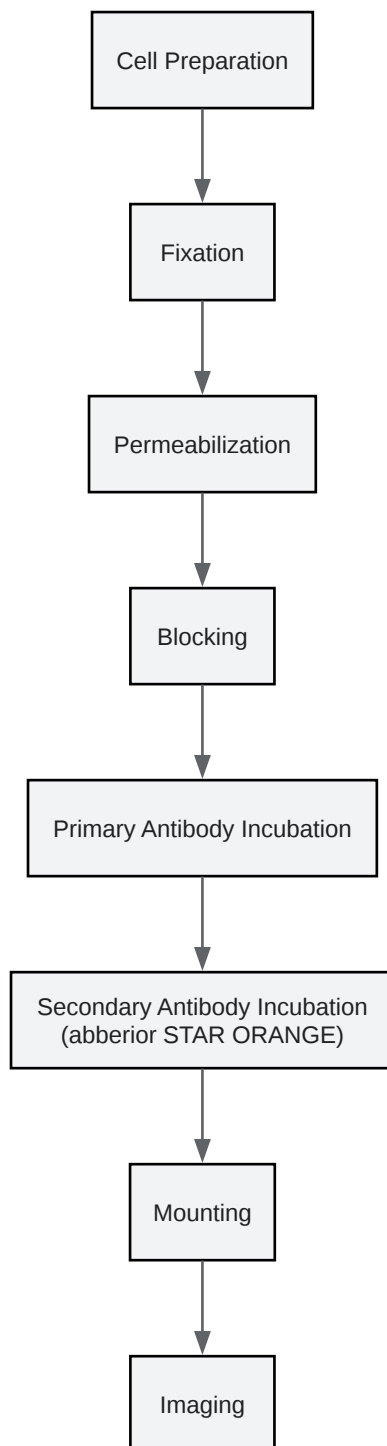 Cell Preparation
Fixation
Permeabilization
Blocking
Primary Antibody Incubation
Secondary Antibody Incubation
(abberior STAR ORANGE)
Mounting
Imaging